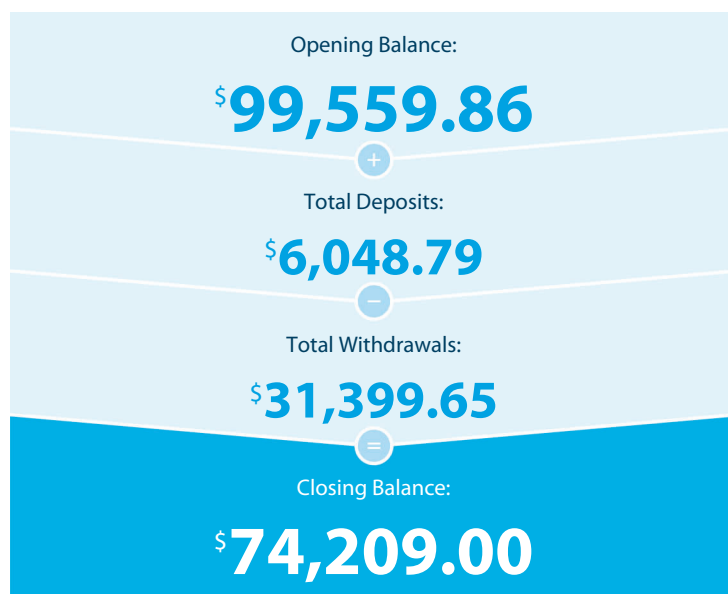 Opening Balance:
$99,559.86
+
Total Deposits:
$6,048.79
−
Total Withdrawals:
$31,399.65
=
Closing Balance:
$74,209.00